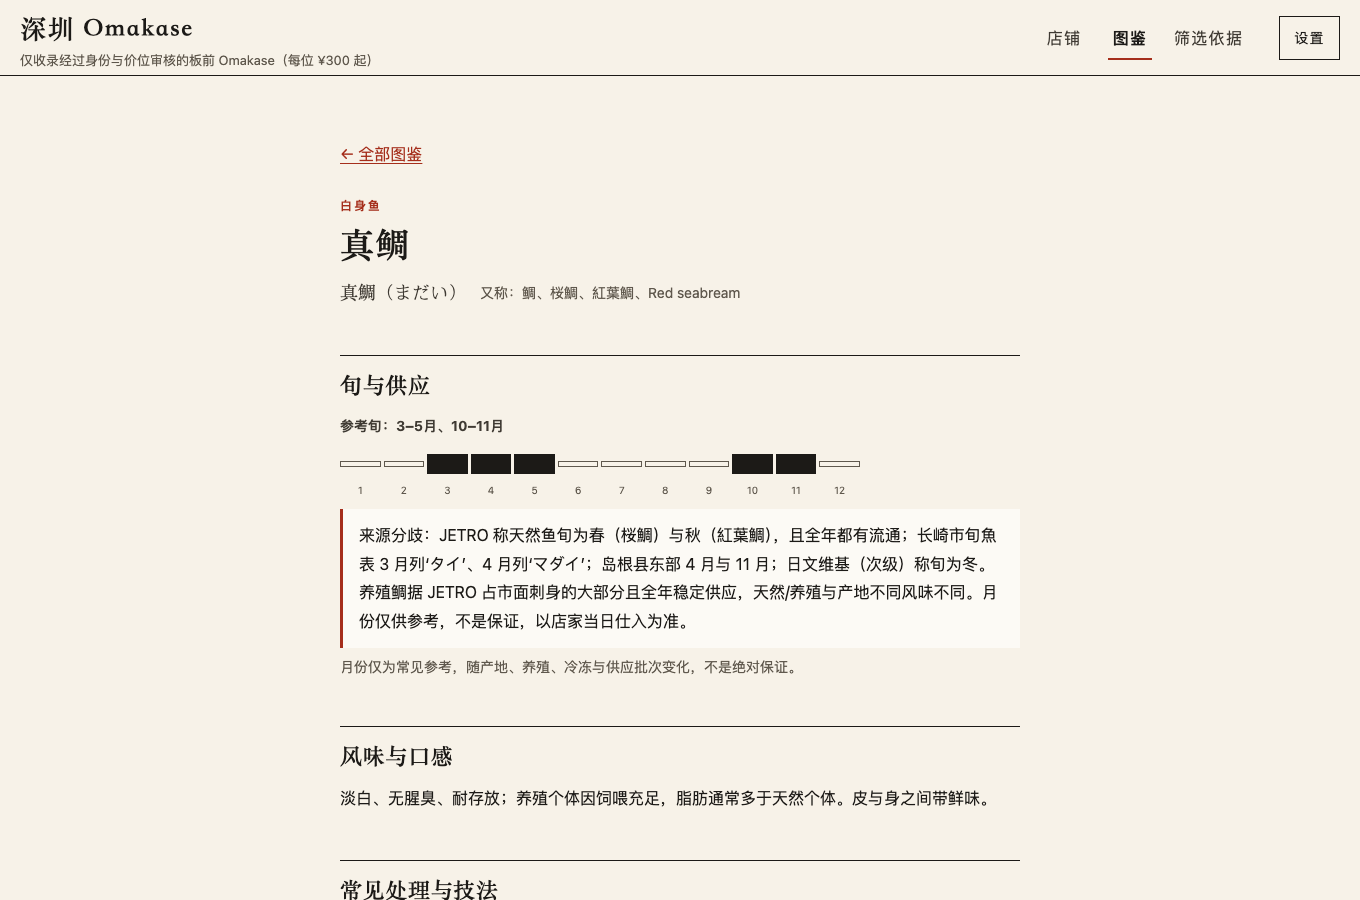 深圳 Omakase
仅收录经过身份与价位审核的板前 Omakase（每位 ¥300 起）
店铺
图鉴
筛选依据
设置
← 全部图鉴
白身鱼
真鲷
真鯛（まだい） 又称：鲷、桜鯛、紅葉鯛、Red seabream
旬与供应
参考旬：3–5月、10–11月
1 2 3 4 5 6 7 8 9 10 11 12
来源分歧：JETRO 称天然鱼旬为春（桜鯛）与秋（紅葉鯛），且全年都有流通；长崎市旬魚
表 3 月列‘タイ’、4 月列‘マダイ’；岛根县东部 4 月与 11 月；日文维基（次级）称旬为冬。
养殖鲷据 JETRO 占市面刺身的大部分且全年稳定供应，天然/养殖与产地不同风味不同。月
份仅供参考，不是保证，以店家当日仕入为准。
月份仅为常见参考，随产地、养殖、冷冻与供应批次变化，不是绝对保证。
风味与口感
淡白、无腥臭、耐存放；养殖个体因饲喂充足，脂肪通常多于天然个体。皮与身之间带鲜味。
常见处理与技法